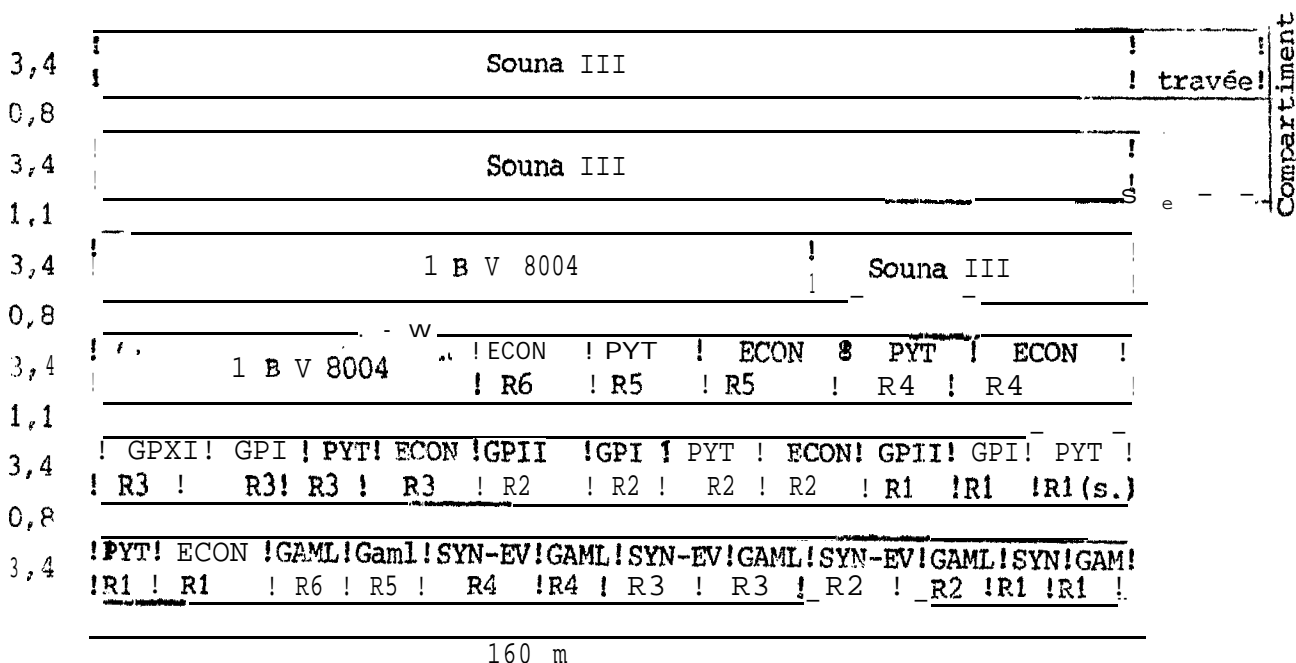 3,4 ! Souna III !
! ! travée!
Compartiment
0,8
3,4 Souna III !
1,1
3,4 ! 1 B V 8004 ! Souna III
0,8
3,4 ! 1 B V 8004 ! ECON ! PYT ! ECON 8 PYT ! ECON !
! R6 ! R5 ! R5 ! R4 ! R4
1,1
3,4 ! GPXI! GPI ! PYT! ECON !GPII !GPI 1 PYT ! ECON! GPII! GPI! PYT !
! R3 ! R3! R3 ! R3 ! R2 ! R2 ! R2 ! R2 ! R1 !R1 !R1(s.)
0,8
3,4 !PYT! ECON !GAML!Gaml!SYN-EV!GAML!SYN-EV!GAML!SYN-EV!GAML!SYN!GAM!
!R1 ! R1 ! R6 ! R5 ! R4 !R4 ! R3 ! R3 ! R2 ! R2 !R1 !R1 !
160 m